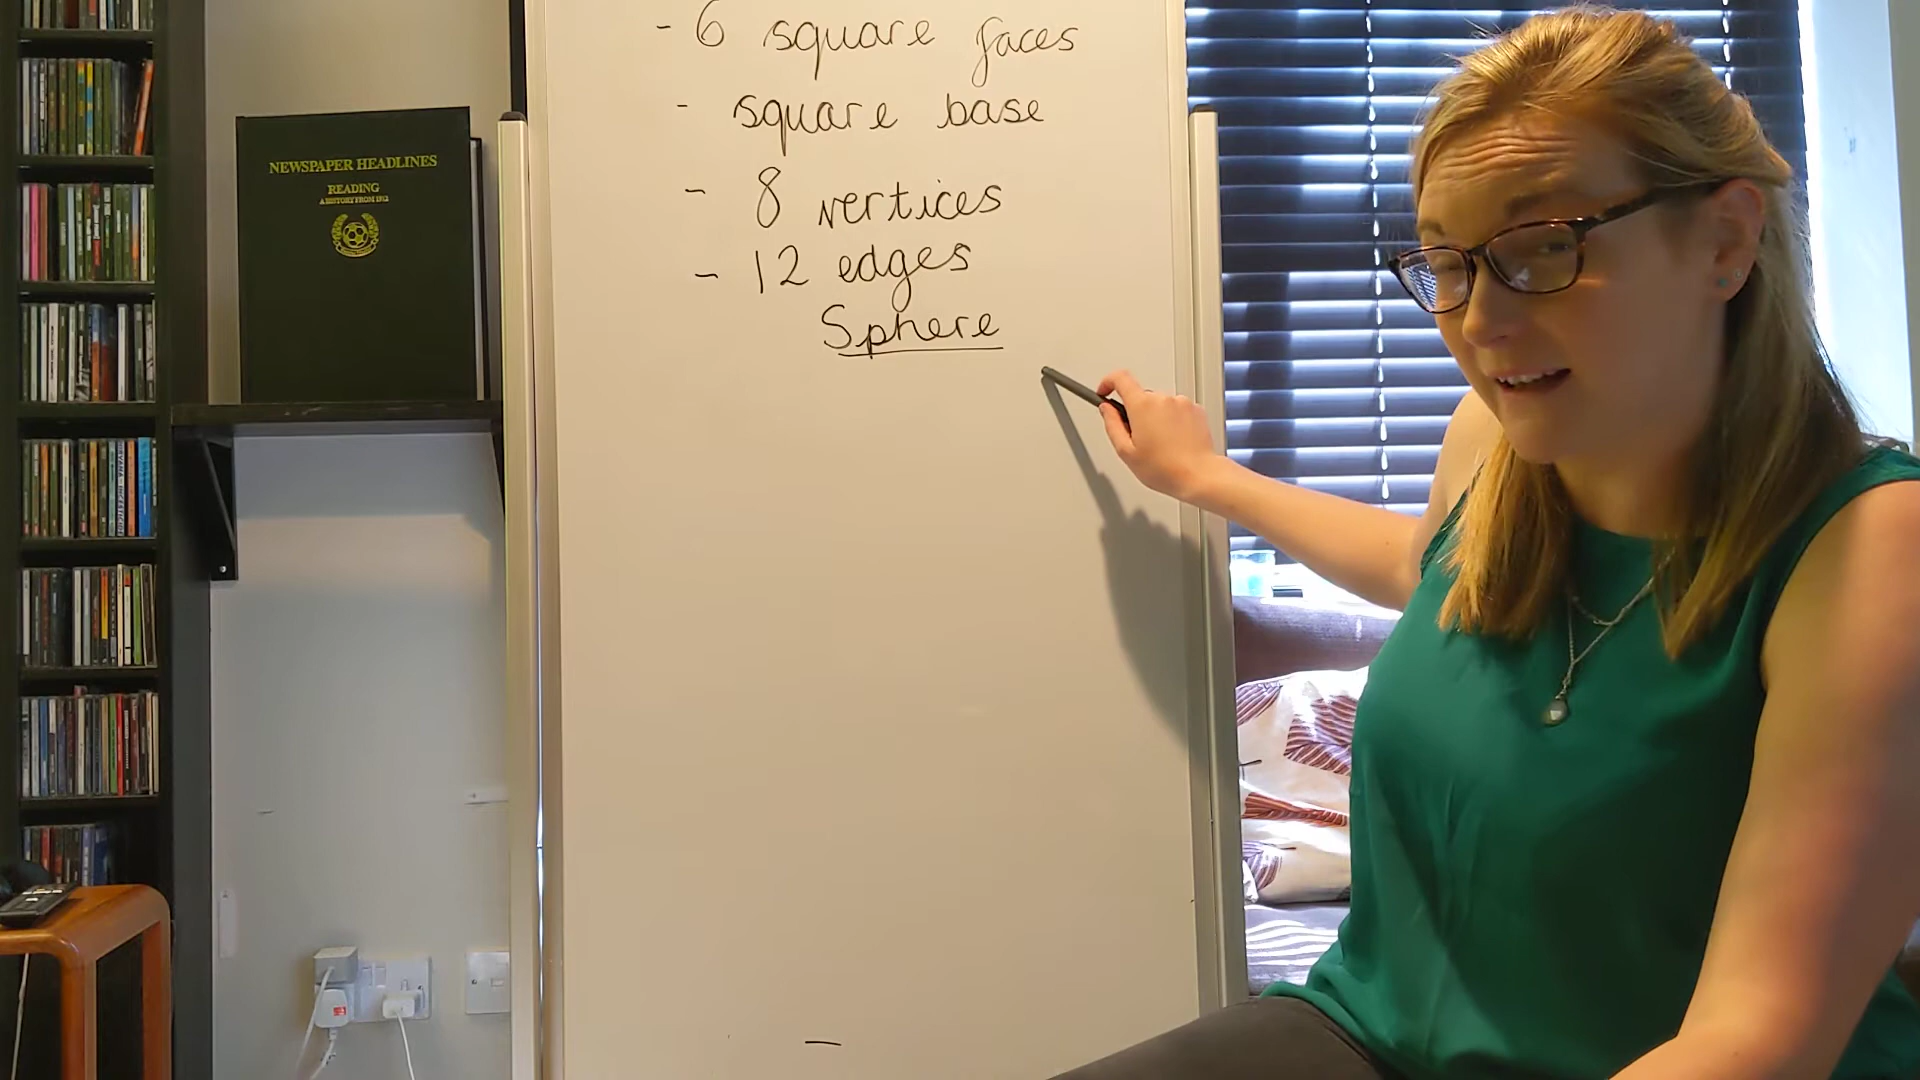 - 6 square faces
- square base
- 8 vertices
- 12 edges
Sphere
NEWSPAPER HEADLINES
READING
A HISTORY FROM 1912